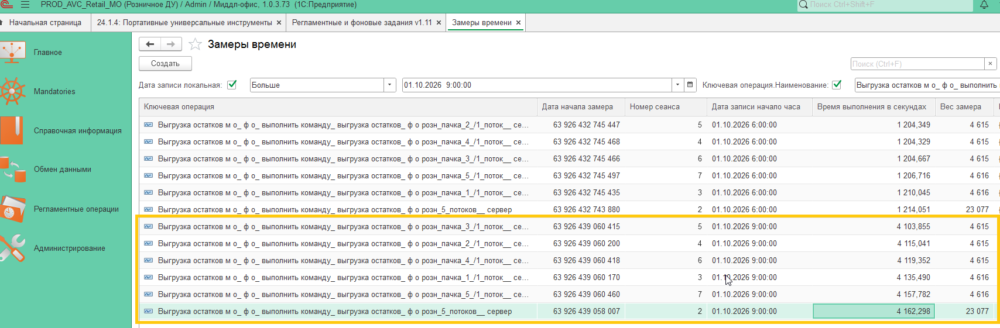 PROD_AVC_Retail_MO (Розничное ДУ) / Admin / Миддл-офис, 1.0.3.73 (1С:Предприятие)
Поиск Ctrl+Shift+F
Начальная страница
24.1.4: Портативные универсальные инструменты ×
Регламентные и фоновые задания v1.11 ×
Замеры времени ×
Главное
Mandatories
Справочная информация
Обмен данными
Регламентные операции
Администрирование
Замеры времени
Создать
Поиск (Ctrl+F) ×
Дата записи локальная: Больше 01.10.2026 9:00:00 Ключевая операция.Наименование: Выгрузка остатков м о_ ф о_ выполнить
Ключевая операция Дата начала замера Номер сеанса Дата записи начало часа Время выполнения в секундах Вес замера
Выгрузка остатков м о_ ф о_ выполнить команду_ выгрузка остатков_ ф о розн_пачка_2_/1_поток__ се... 63 926 432 745 447 5 01.10.2026 6:00:00 1 204,349 4 615
Выгрузка остатков м о_ ф о_ выполнить команду_ выгрузка остатков_ ф о розн_пачка_4_/1_поток__ се... 63 926 432 745 468 4 01.10.2026 6:00:00 1 204,329 4 615
Выгрузка остатков м о_ ф о_ выполнить команду_ выгрузка остатков_ ф о розн_пачка_3_/1_поток__ се... 63 926 432 745 466 6 01.10.2026 6:00:00 1 204,667 4 615
Выгрузка остатков м о_ ф о_ выполнить команду_ выгрузка остатков_ ф о розн_пачка_5_/1_поток__ се... 63 926 432 745 497 7 01.10.2026 6:00:00 1 206,716 4 616
Выгрузка остатков м о_ ф о_ выполнить команду_ выгрузка остатков_ ф о розн_пачка_1_/1_поток__ се... 63 926 432 745 435 3 01.10.2026 6:00:00 1 210,045 4 616
Выгрузка остатков м о_ ф о_ выполнить команду_ выгрузка остатков_ ф о розн_5_потоков__ сервер 63 926 432 743 880 2 01.10.2026 6:00:00 1 214,051 23 077
Выгрузка остатков м о_ ф о_ выполнить команду_ выгрузка остатков_ ф о розн_пачка_3_/1_поток__ се... 63 926 439 060 415 5 01.10.2026 9:00:00 4 103,855 4 615
Выгрузка остатков м о_ ф о_ выполнить команду_ выгрузка остатков_ ф о розн_пачка_2_/1_поток__ се... 63 926 439 060 200 4 01.10.2026 9:00:00 4 115,041 4 615
Выгрузка остатков м о_ ф о_ выполнить команду_ выгрузка остатков_ ф о розн_пачка_4_/1_поток__ се... 63 926 439 060 418 6 01.10.2026 9:00:00 4 119,352 4 615
Выгрузка остатков м о_ ф о_ выполнить команду_ выгрузка остатков_ ф о розн_пачка_1_/1_поток__ се... 63 926 439 060 170 3 01.10.2026 9:00:00 4 135,490 4 616
Выгрузка остатков м о_ ф о_ выполнить команду_ выгрузка остатков_ ф о розн_пачка_5_/1_поток__ се... 63 926 439 060 460 7 01.10.2026 9:00:00 4 157,782 4 616
Выгрузка остатков м о_ ф о_ выполнить команду_ выгрузка остатков_ ф о розн_5_потоков__ сервер 63 926 439 058 007 2 01.10.2026 9:00:00 4 162,298 23 077